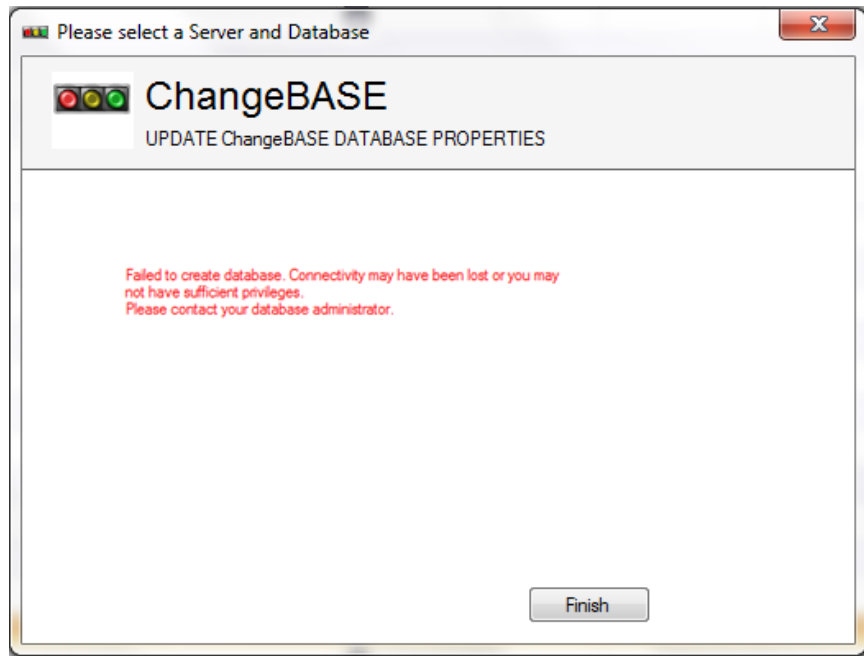 Please select a Server and Database
ChangeBASE
UPDATE ChangeBASE DATABASE PROPERTIES
Failed to create database. Connectivity may have been lost or you may
not have sufficient privileges.
Please contact your database administrator.
Finish